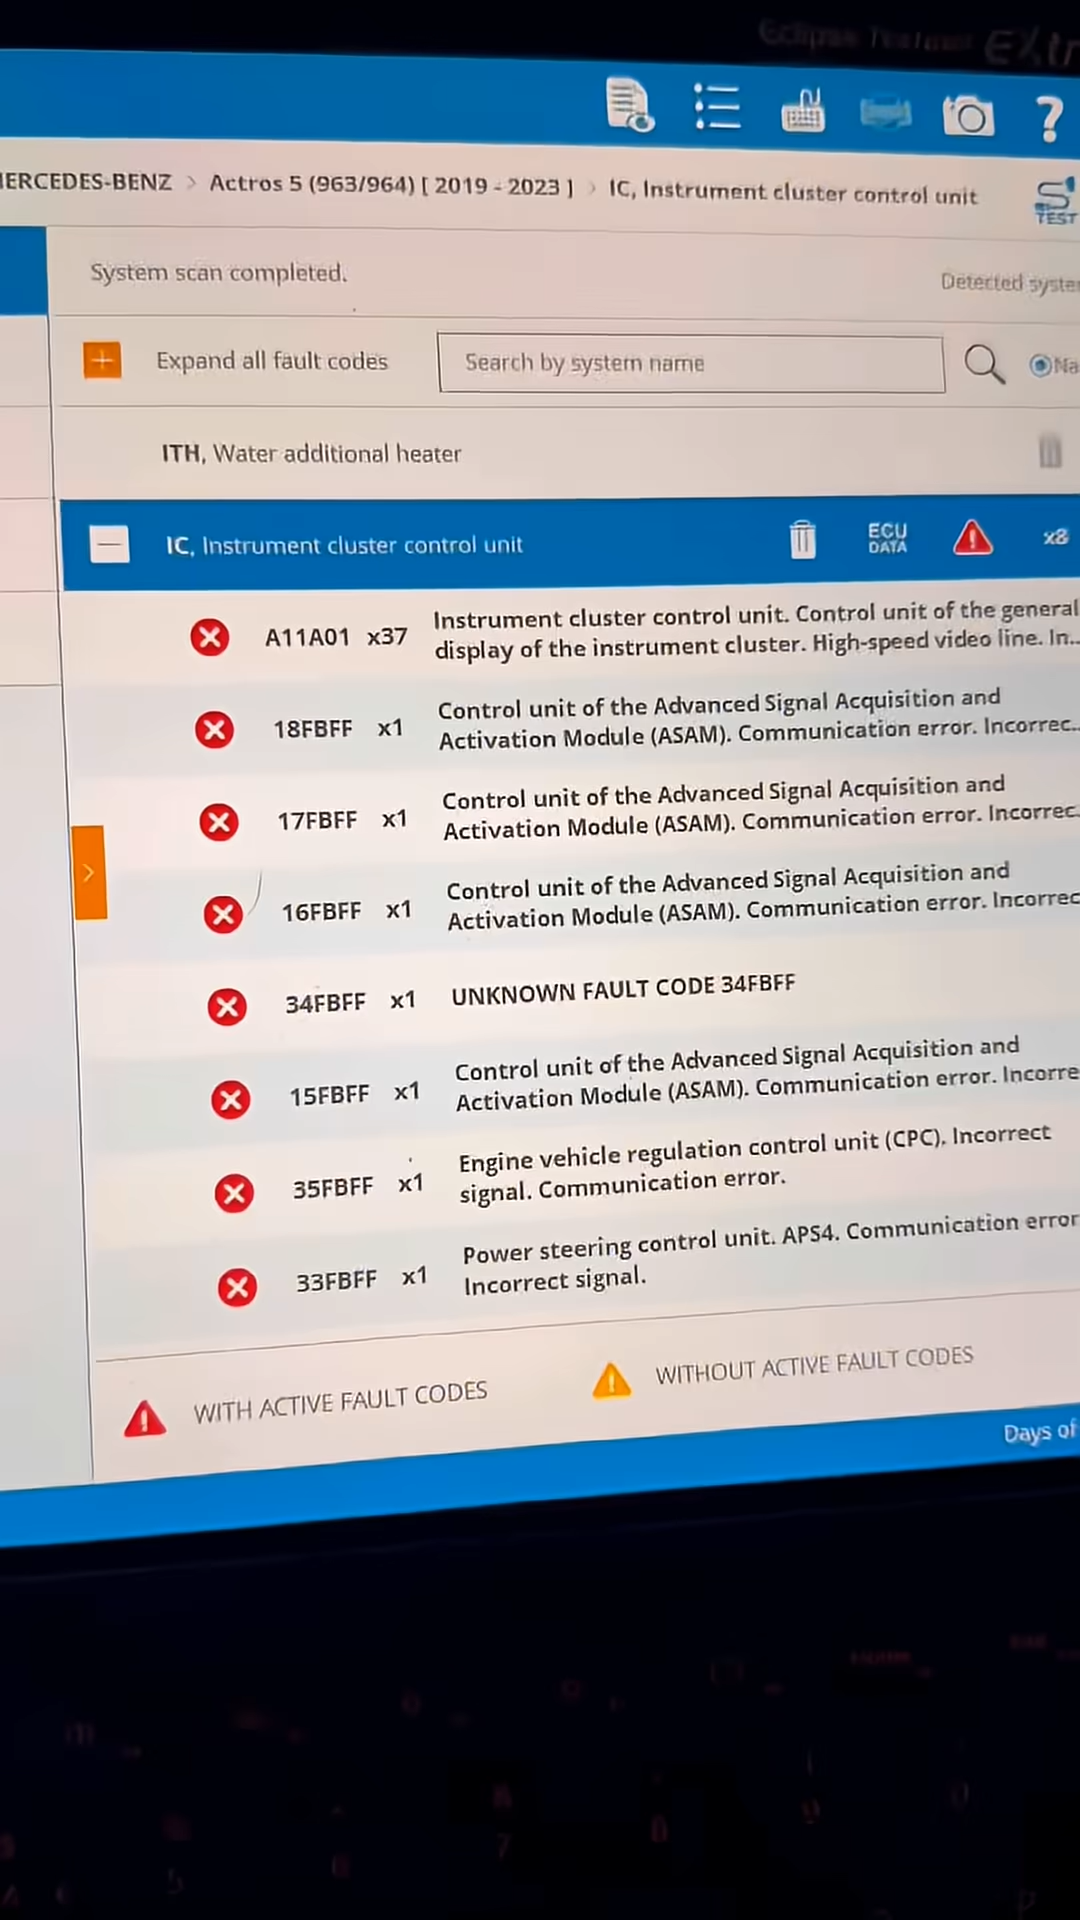 MERCEDES-BENZ > Actros 5 (963/964) [ 2019 - 2023 ] > IC, Instrument cluster control unit
TEST
System scan completed.
Detected
Expand all fault codes
Search by system name
ITH, Water additional heater
IC, Instrument cluster control unit
ECU
DATA
x8
A11A01 x37 Instrument cluster control unit. Control unit of the general
display of the instrument cluster. High-speed video line. In...
18FBFF x1 Control unit of the Advanced Signal Acquisition and
Activation Module (ASAM). Communication error. Incorrec...
17FBFF x1 Control unit of the Advanced Signal Acquisition and
Activation Module (ASAM). Communication error. Incorrec
16FBFF x1 Control unit of the Advanced Signal Acquisition and
Activation Module (ASAM). Communication error. Incorrec
34FBFF x1 UNKNOWN FAULT CODE 34FBFF
15FBFF x1 Control unit of the Advanced Signal Acquisition and
Activation Module (ASAM). Communication error. Incorre
35FBFF x1 Engine vehicle regulation control unit (CPC). Incorrect
signal. Communication error.
33FBFF x1 Power steering control unit. APS4. Communication error
Incorrect signal.
WITH ACTIVE FAULT CODES
WITHOUT ACTIVE FAULT CODES
Days of